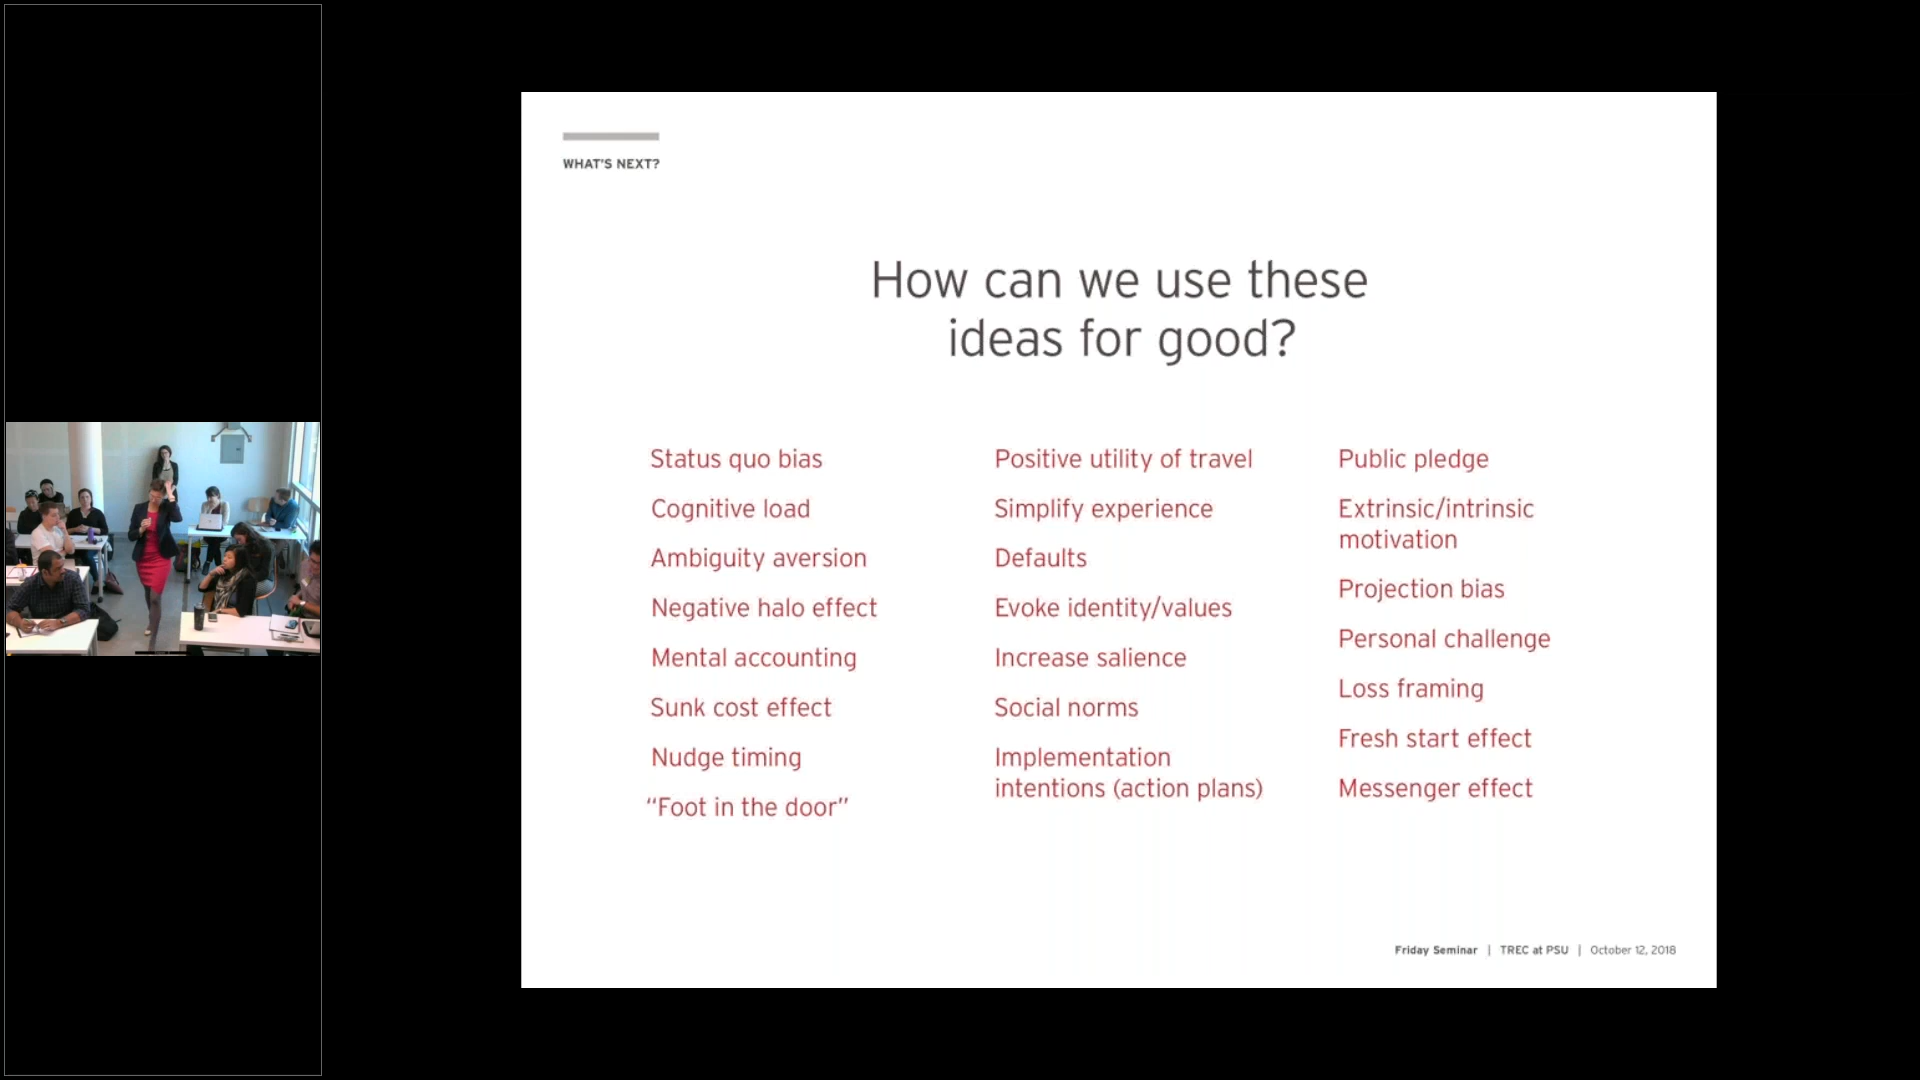 WHAT'S NEXT?
How can we use these
ideas for good?
Status quo bias
Cognitive load
Ambiguity aversion
Negative halo effect
Mental accounting
Sunk cost effect
Nudge timing
“Foot in the door”
Positive utility of travel
Simplify experience
Defaults
Evoke identity/values
Increase salience
Social norms
Implementation
intentions (action plans)
Public pledge
Extrinsic/intrinsic
motivation
Projection bias
Personal challenge
Loss framing
Fresh start effect
Messenger effect
Friday Seminar | TREC at PSU | October 12, 2018